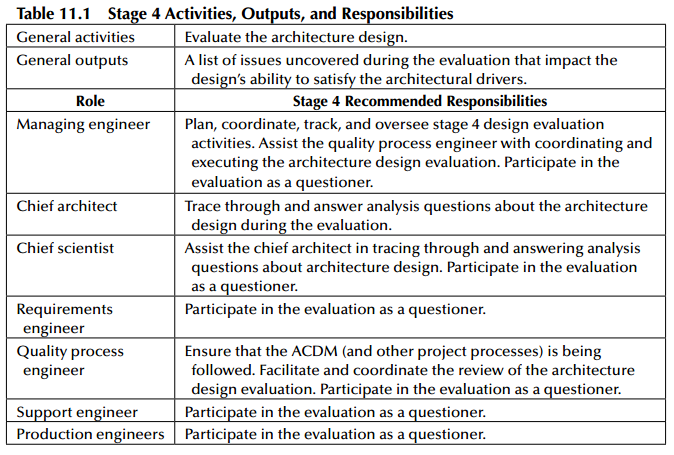 Table 11.1 Stage 4 Activities, Outputs, and Responsibilities
General activities Evaluate the architecture design.
General outputs A list of issues uncovered during the evaluation that impact the
design’s ability to satisfy the architectural drivers.
Role Stage 4 Recommended Responsibilities
Managing engineer Plan, coordinate, track, and oversee stage 4 design evaluation
activities. Assist the quality process engineer with coordinating and
executing the architecture design evaluation. Participate in the
evaluation as a questioner.
Chief architect Trace through and answer analysis questions about the architecture
design during the evaluation.
Chief scientist Assist the chief architect in tracing through and answering analysis
questions about architecture design. Participate in the evaluation
as a questioner.
Requirements Participate in the evaluation as a questioner.
engineer
Quality process Ensure that the ACDM (and other project processes) is being
engineer followed. Facilitate and coordinate the review of the architecture
design evaluation. Participate in the evaluation as a questioner.
Support engineer Participate in the evaluation as a questioner.
Production engineers Participate in the evaluation as a questioner.